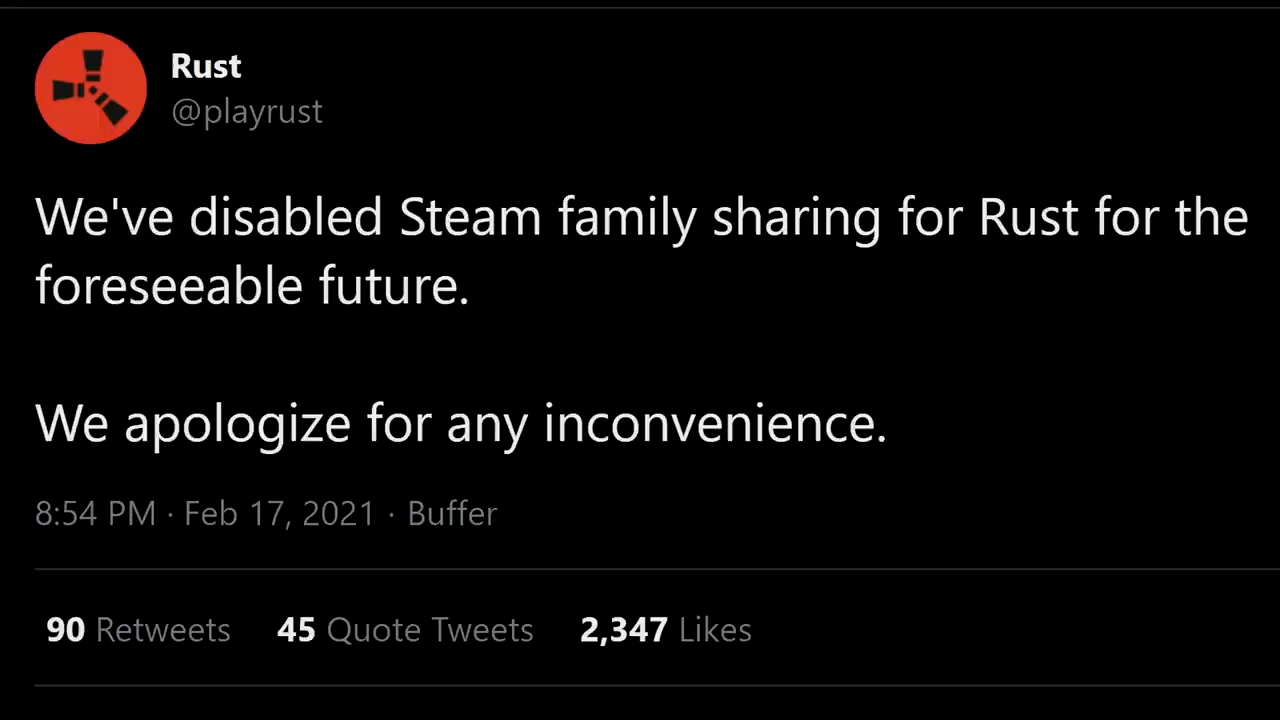 Rust
@playrust
We've disabled Steam family sharing for Rust for the
foreseeable future.
We apologize for any inconvenience.
8:54 PM · Feb 17, 2021 · Buffer
90 Retweets 45 Quote Tweets 2,347 Likes